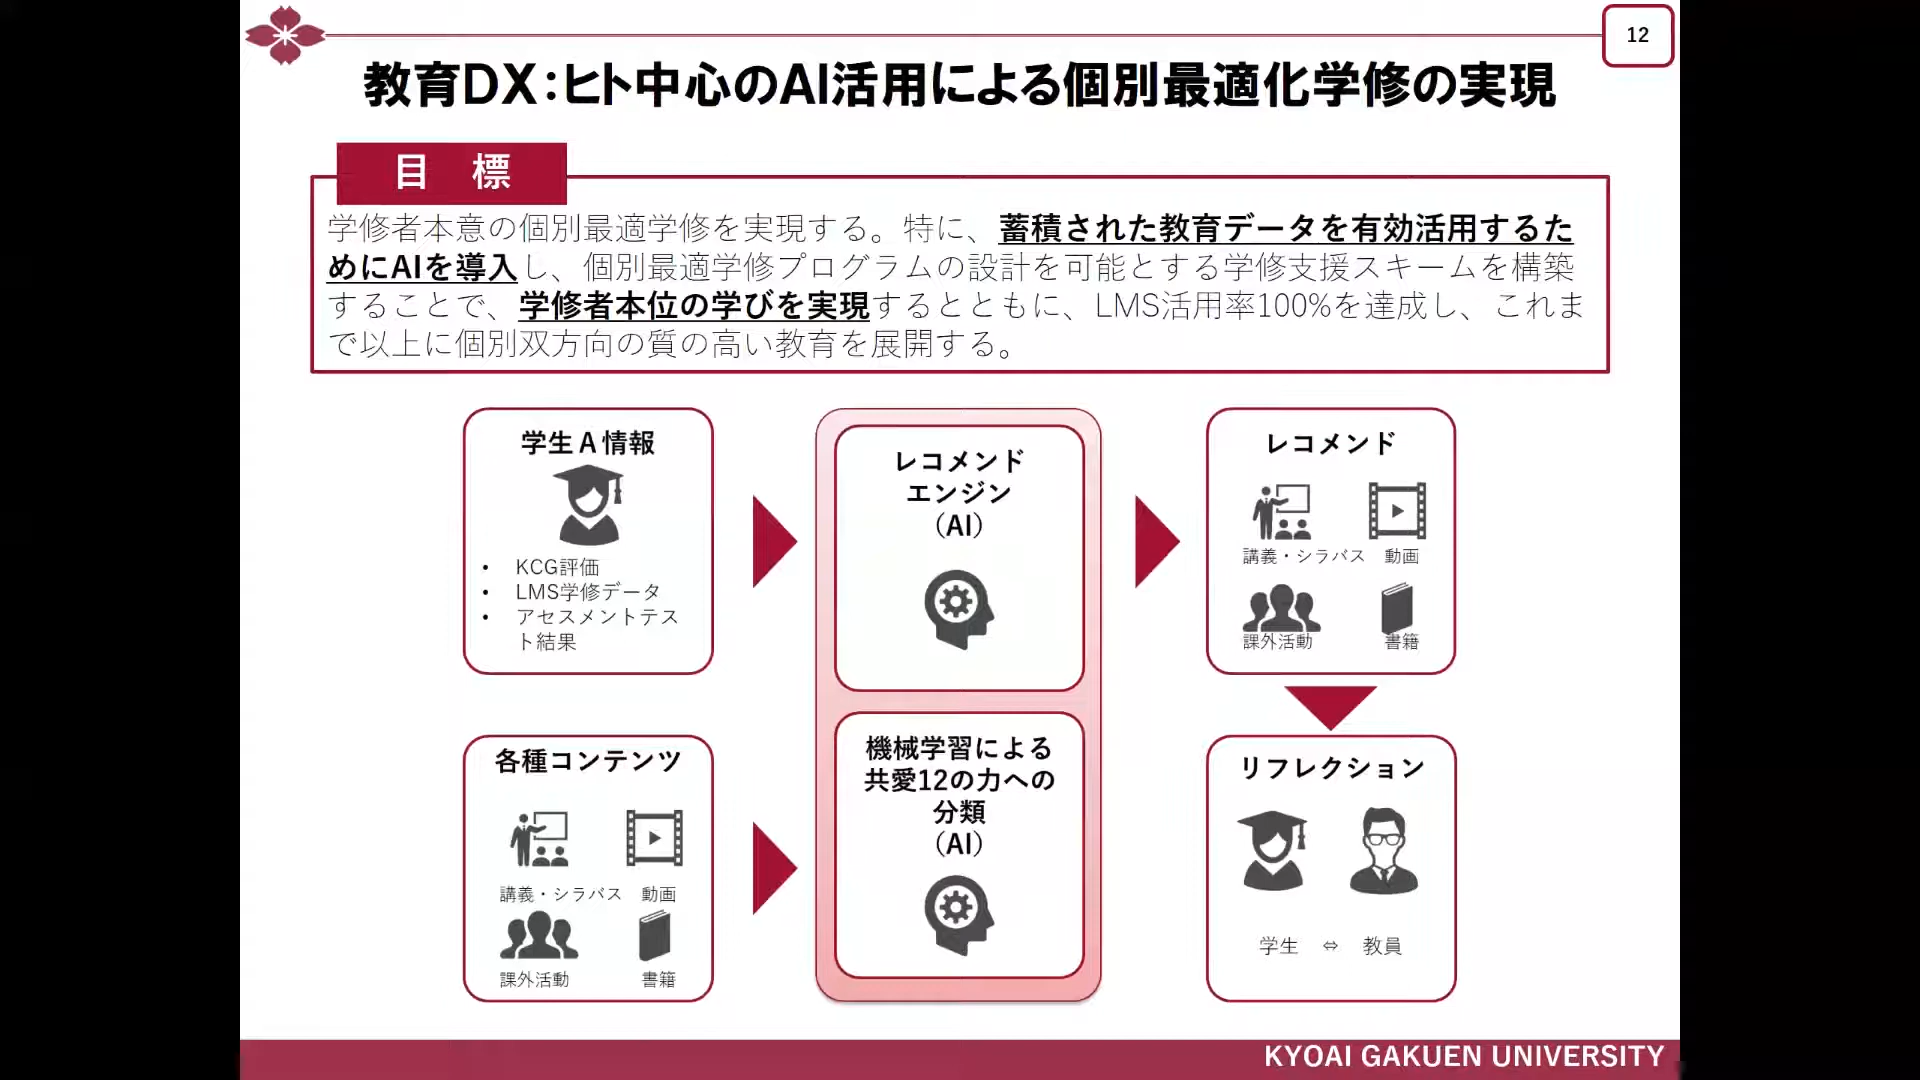 12
教育DX：ヒト中心のAI活用による個別最適化学修の実現
目　標
学修者本意の個別最適学修を実現する。特に、蓄積された教育データを有効活用するた
めにAIを導入し、個別最適学修プログラムの設計を可能とする学修支援スキームを構築
することで、学修者本位の学びを実現するとともに、LMS活用率100%を達成し、これま
で以上に個別双方向の質の高い教育を展開する。
学生A情報
• KCG評価
• LMS学修データ
• アセスメントテス
ト結果
レコメンド
エンジン
（AI）
レコメンド
講義・シラバス　動画
課外活動　書籍
各種コンテンツ
講義・シラバス　動画
課外活動　書籍
機械学習による
共愛12の力への
分類
（AI）
リフレクション
学生　⇔　教員
KYOAI GAKUEN UNIVERSITY